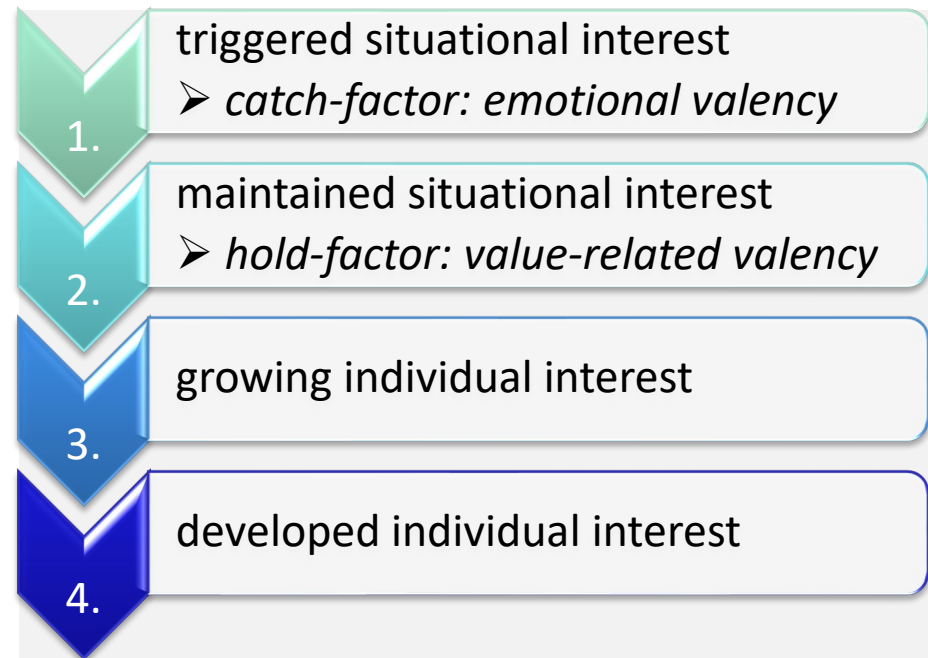 1.
triggered situational interest
➢ catch-factor: emotional valency
2.
maintained situational interest
➢ hold-factor: value-related valency
3.
growing individual interest
4.
developed individual interest